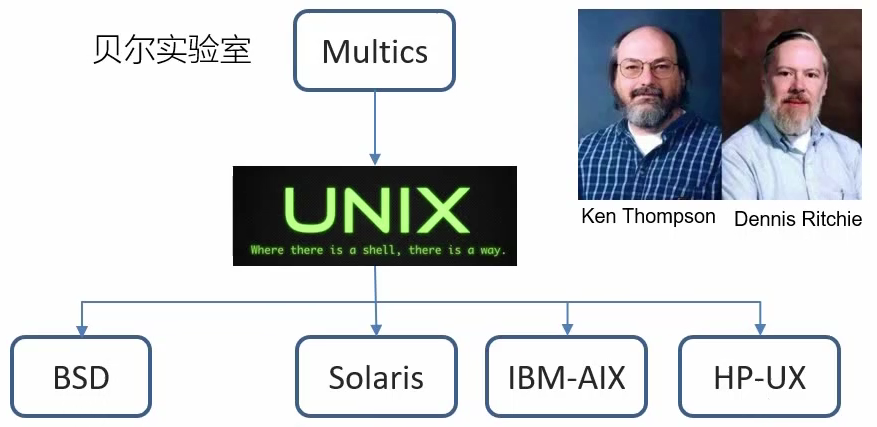 贝尔实验室
Multics
UNIX
Where there is a shell, there is a way.
Ken Thompson
Dennis Ritchie
BSD
Solaris
IBM-AIX
HP-UX